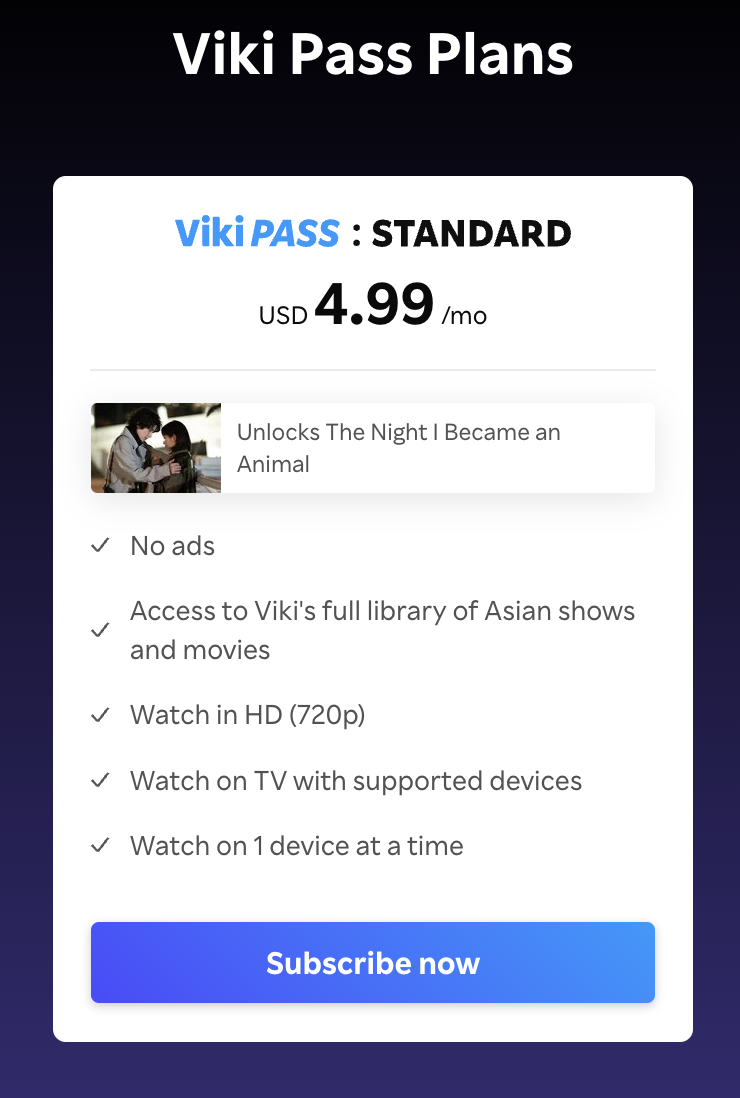 Viki Pass Plans
Viki PASS : STANDARD
USD 4.99 /mo
Unlocks The Night I Became an
Animal
No ads
Access to Viki's full library of Asian shows
and movies
Watch in HD (720p)
Watch on TV with supported devices
Watch on 1 device at a time
Subscribe now